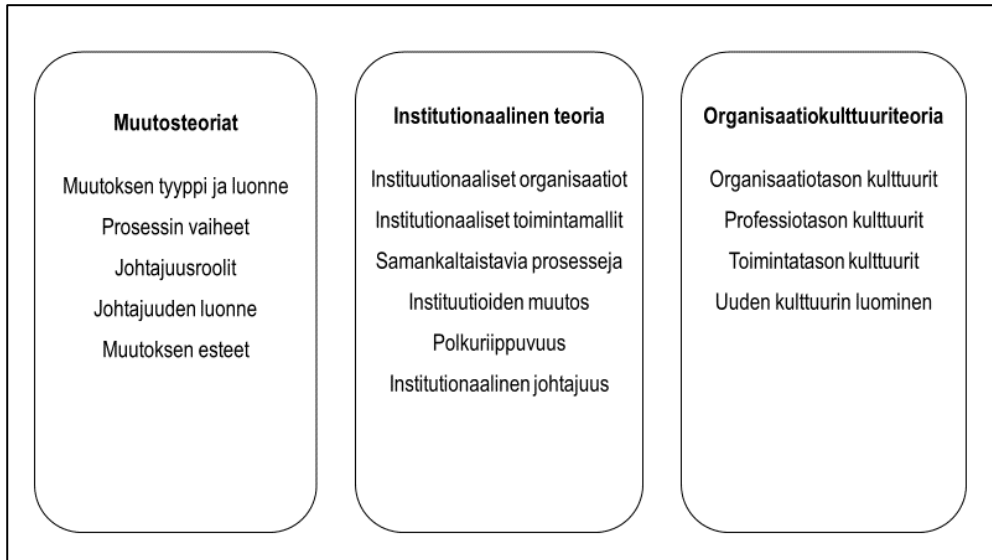 Muutosteoriat
Muutoksen tyyppi ja luonne
Prosessin vaiheet
Johtajuusroolit
Johtajuuden luonne
Muutoksen esteet
Institutionaalinen teoria
Instituutionaaliset organisaatiot
Institutionaaliset toimintamallit
Samankaltaistavia prosesseja
Instituutioiden muutos
Polkuriippuvuus
Institutionaalinen johtajuus
Organisaatiokulttuuriteoria
Organisaatiotason kulttuurit
Professiotason kulttuurit
Toimintatason kulttuurit
Uuden kulttuurin luominen